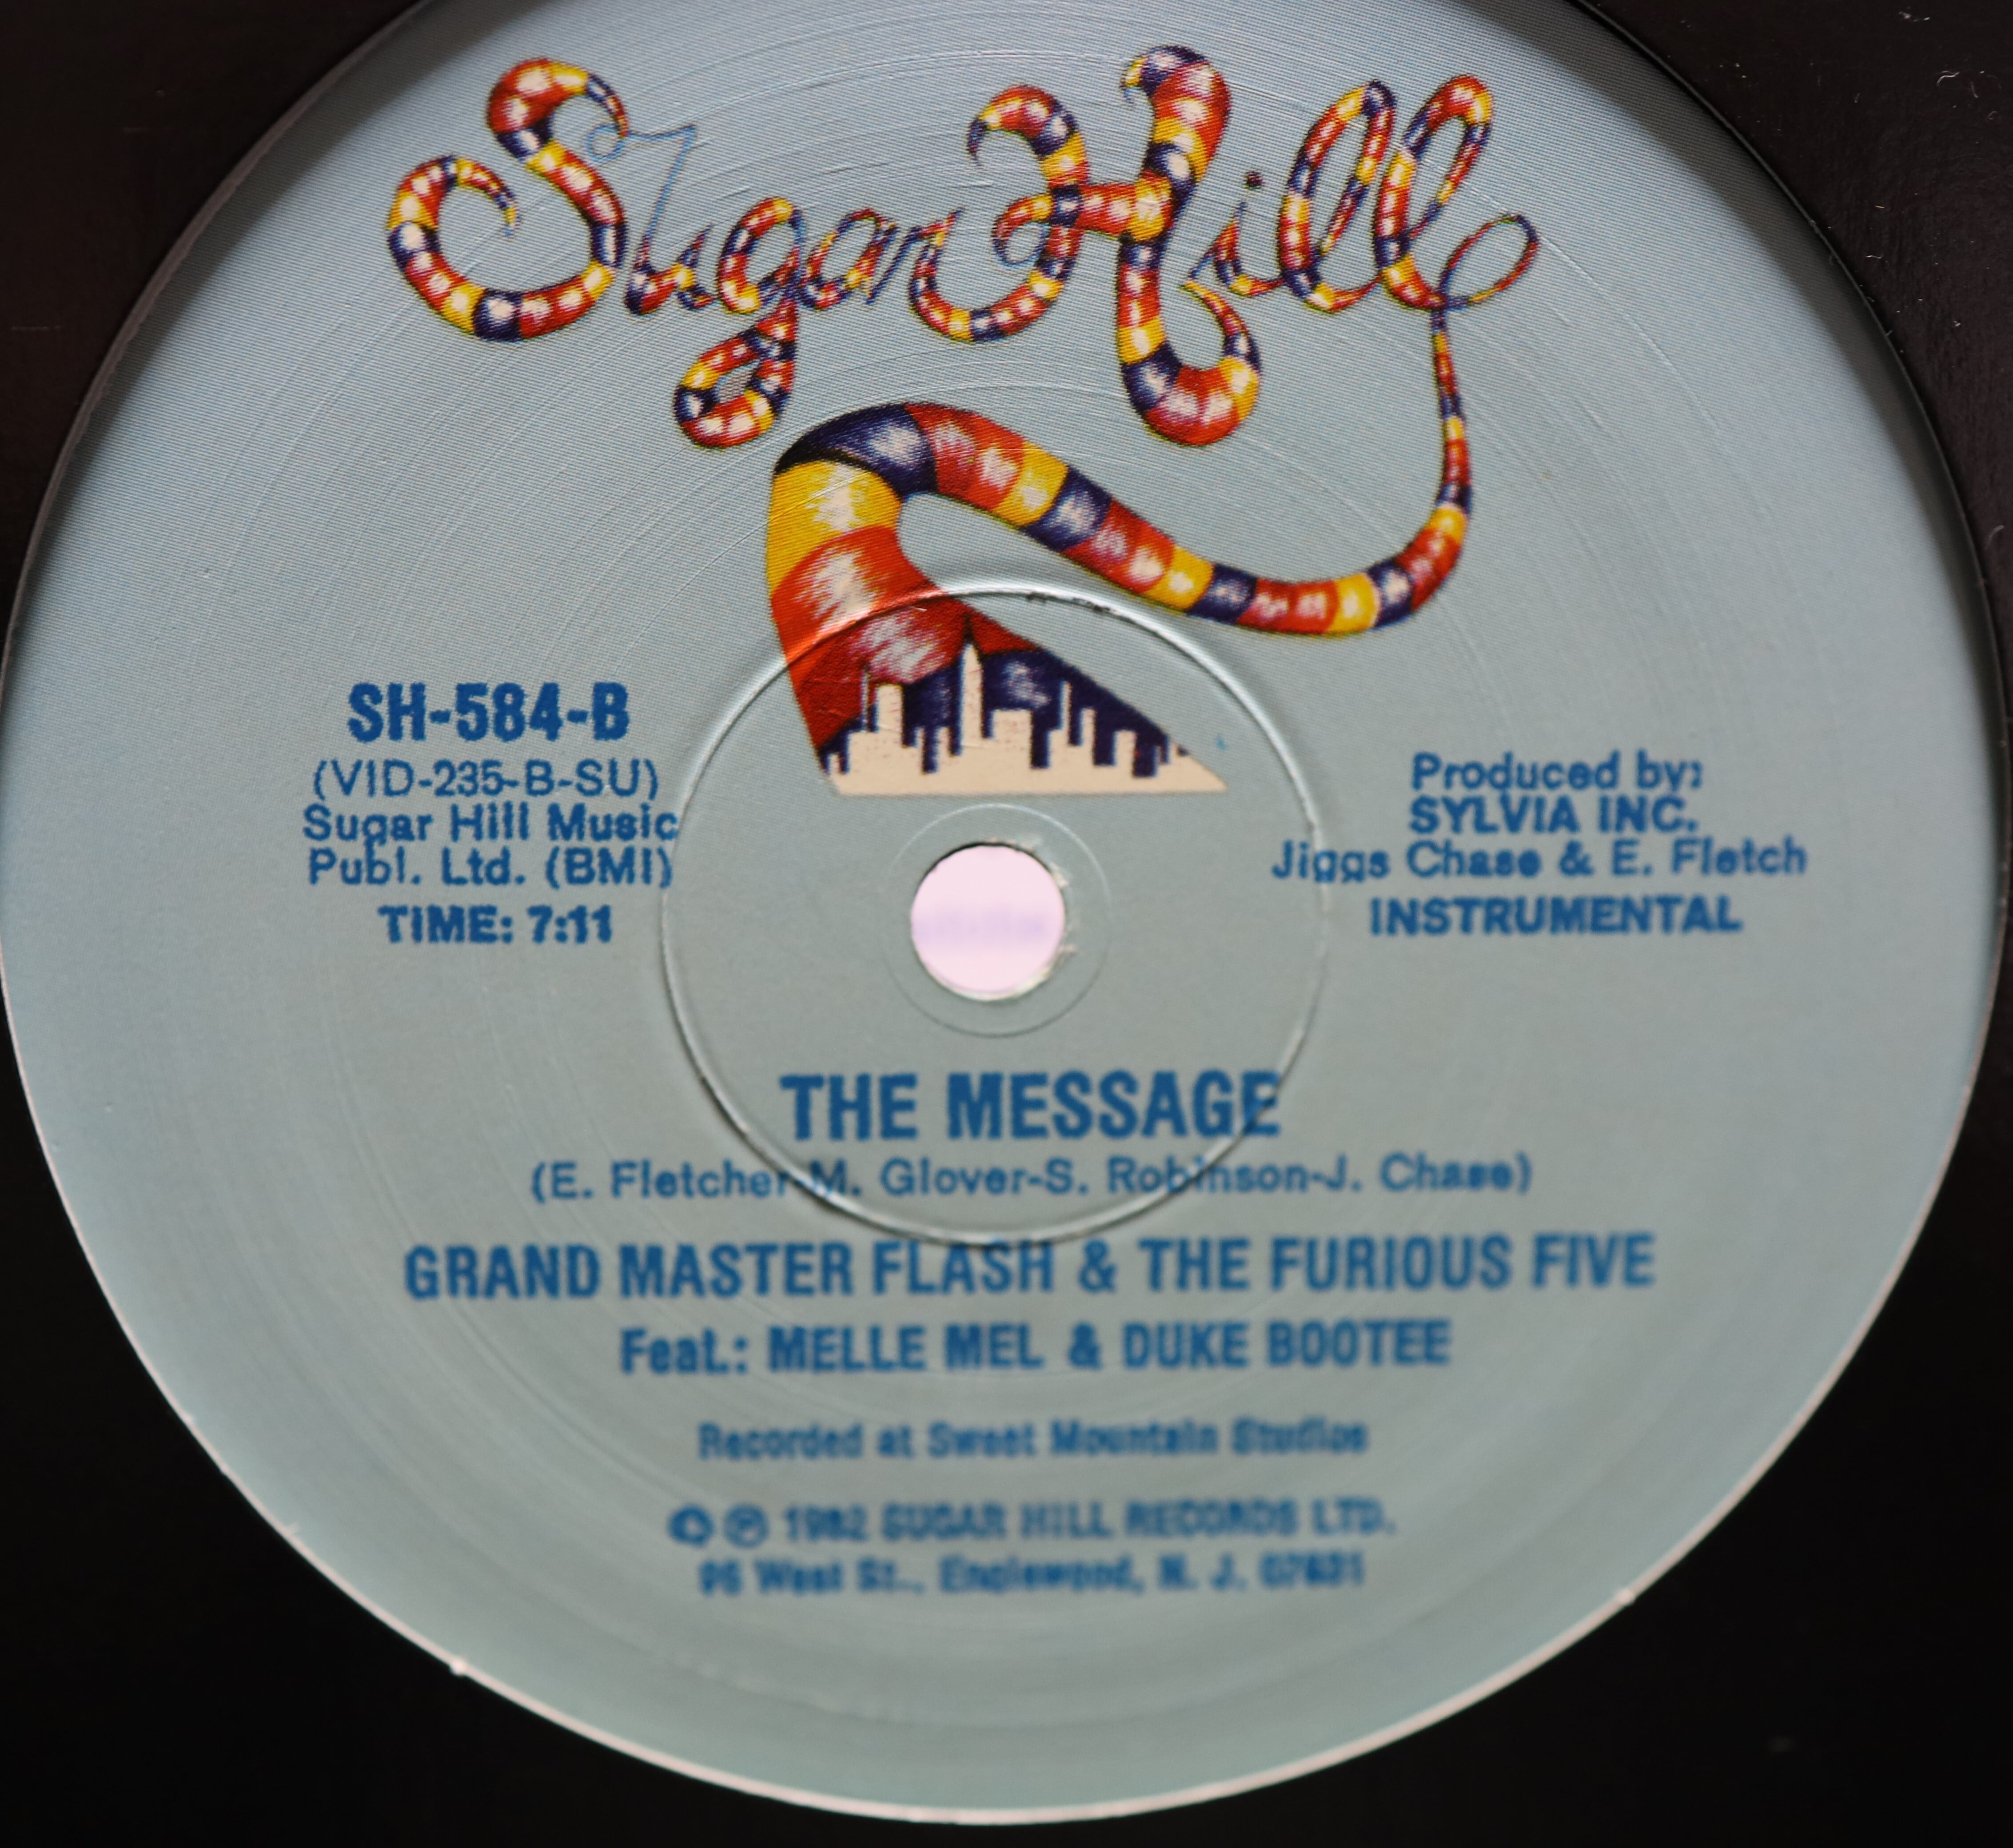 Sugar Hill
SH-584-B
(VID-235-B-SU)
Sugar Hill Music
Publ. Ltd. (BMI)
TIME: 7:11
Produced by:
SYLVIA INC.
Jiggs Chase & E. Fletch
INSTRUMENTAL
THE MESSAGE
(E. Fletcher-M. Glover-S. Robinson-J. Chase)
GRAND MASTER FLASH & THE FURIOUS FIVE
Feat.: MELLE MEL & DUKE BOOTEE
Recorded at Sweet Mountain Studios
© ℗ 1982 SUGAR HILL RECORDS LTD.
96 West St., Englewood, N. J. 07631